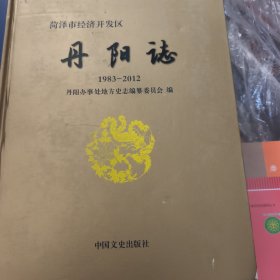 菏泽市经济开发区
丹阳誌
1983-2012
丹阳办事处地方史志编纂委员会 编
中国文史出版社